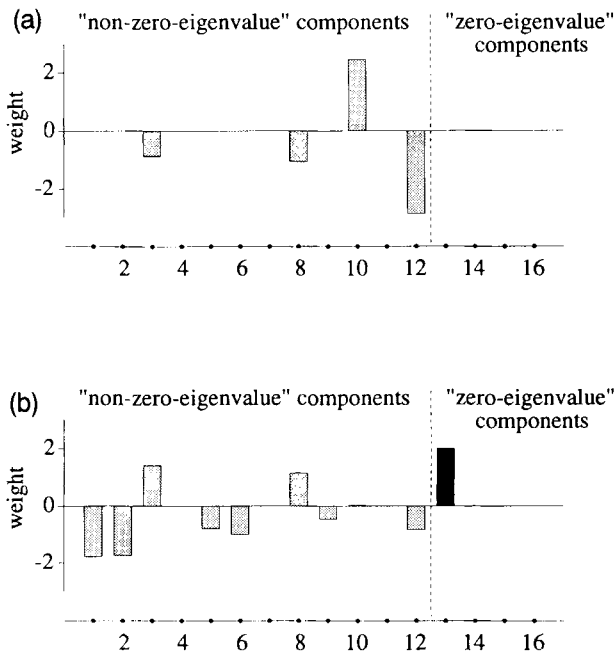 (a)
"non-zero-eigenvalue" components
"zero-eigenvalue"
components
weight
2
0
-2
2 4 6 8 10 12 14 16
(b)
"non-zero-eigenvalue" components
"zero-eigenvalue"
components
weight
2
0
-2
2 4 6 8 10 12 14 16